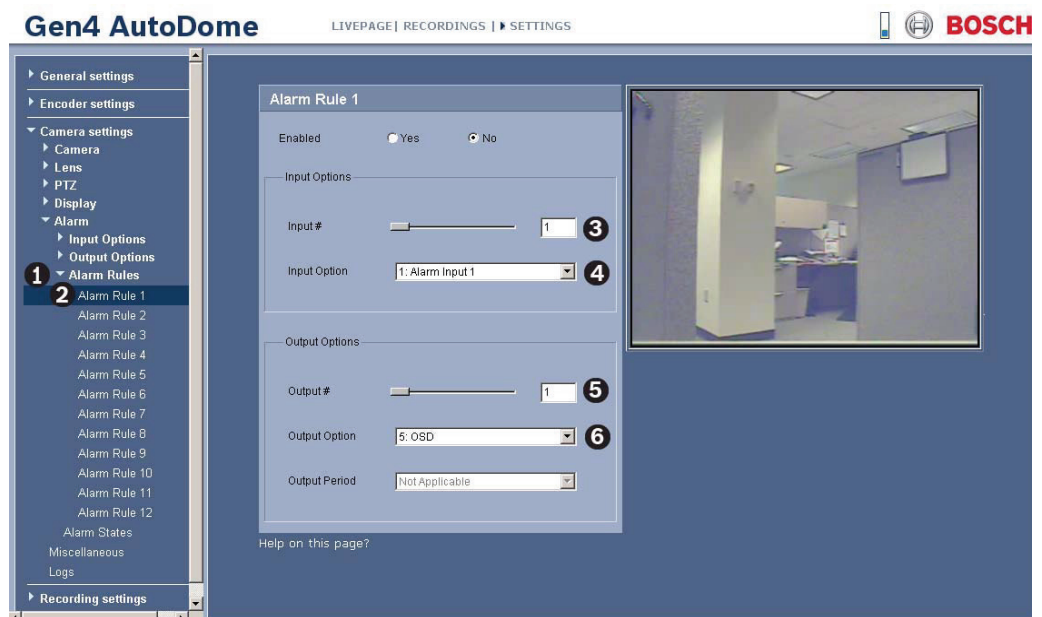 Gen4 AutoDome
LIVEPAGE| RECORDINGS | SETTINGS
BOSCH
General settings
Encoder settings
Camera settings
Camera
Lens
PTZ
Display
Alarm
Input Options
Output Options
1 Alarm Rules
2 Alarm Rule 1
Alarm Rule 2
Alarm Rule 3
Alarm Rule 4
Alarm Rule 5
Alarm Rule 6
Alarm Rule 7
Alarm Rule 8
Alarm Rule 9
Alarm Rule 10
Alarm Rule 11
Alarm Rule 12
Alarm States
Miscellaneous
Logs
Recording settings
Alarm Rule 1
Enabled Yes No
Input Options
Input # 1 3
Input Option 1: Alarm Input 1 4
Output Options
Output # 1 5
Output Option 5: OSD 6
Output Period Not Applicable
Help on this page?